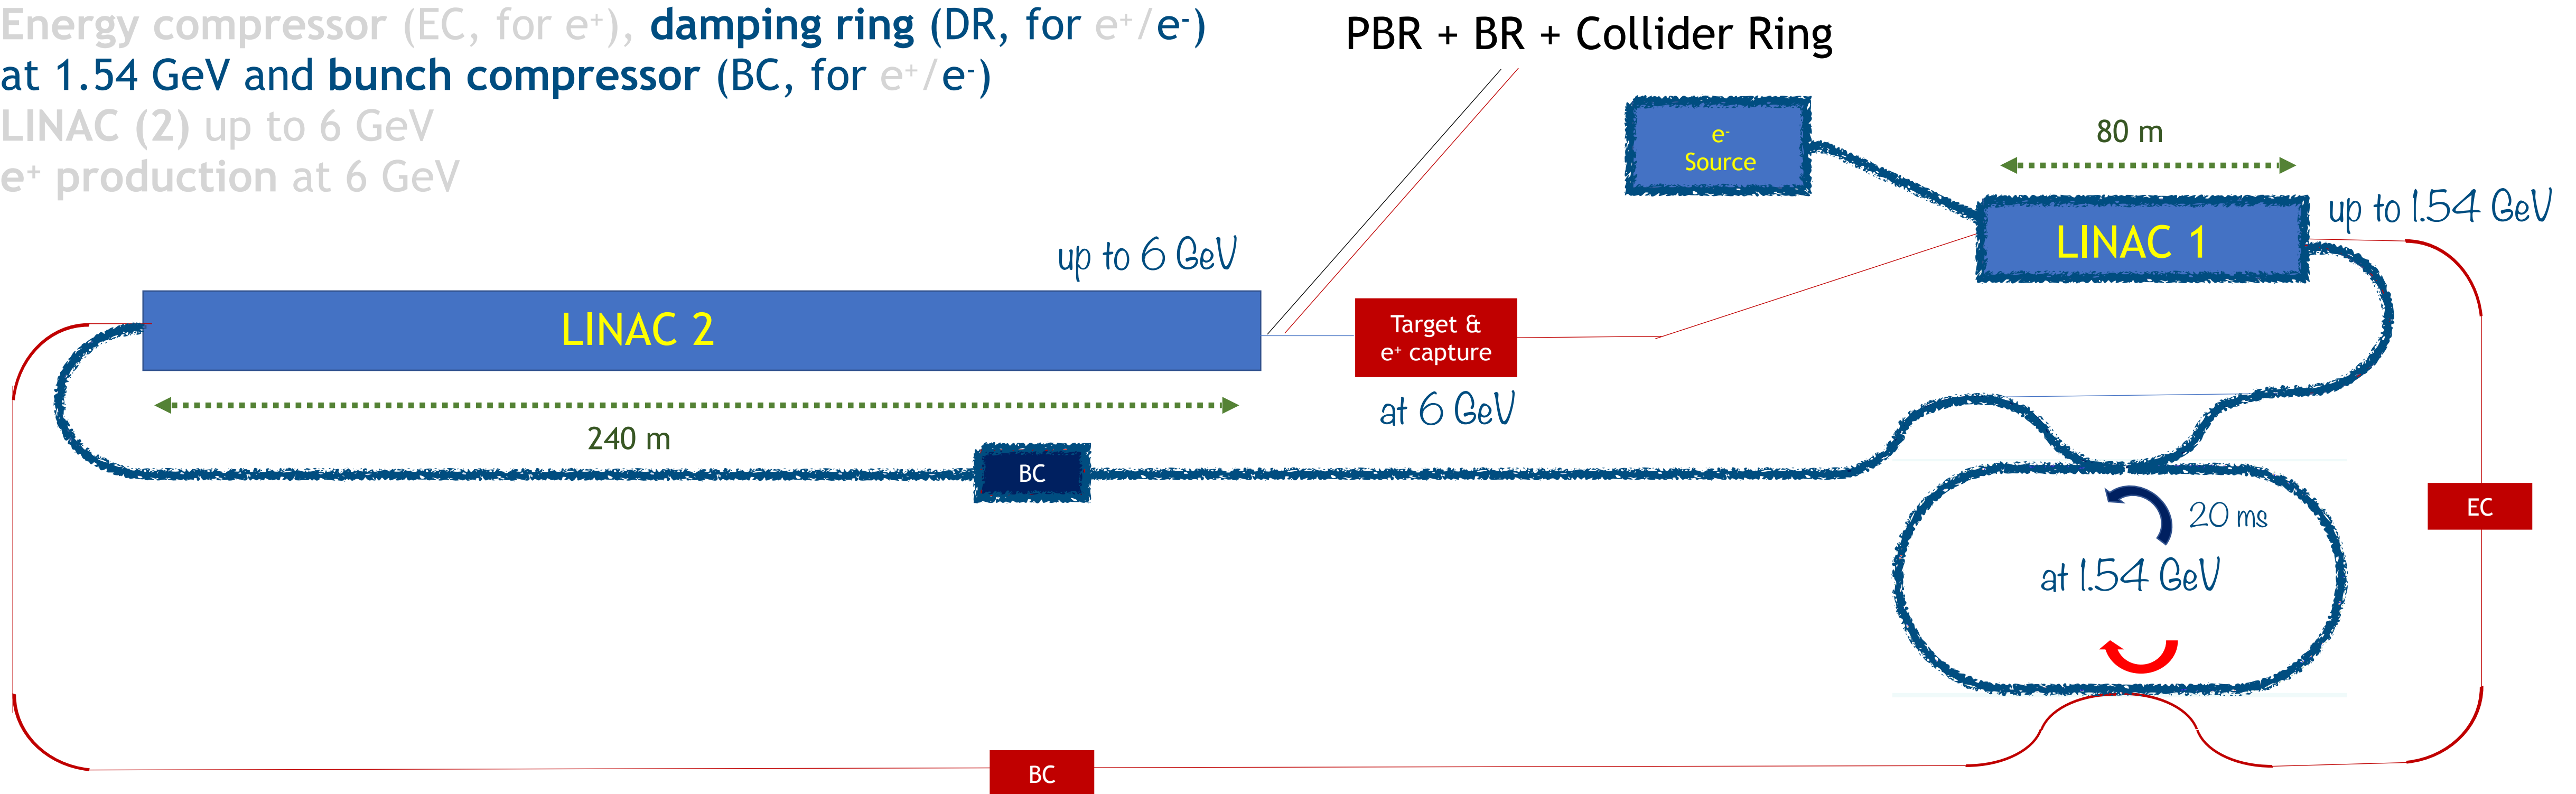 Energy compressor (EC, for e⁺), damping ring (DR, for e⁺/e⁻)
at 1.54 GeV and bunch compressor (BC, for e⁺/e⁻)
LINAC (2) up to 6 GeV
e⁺ production at 6 GeV
PBR + BR + Collider Ring
e⁻
Source
80 m
LINAC 1
up to 1.54 GeV
up to 6 GeV
LINAC 2
Target &
e⁺ capture
at 6 GeV
240 m
BC
20 ms
at 1.54 GeV
EC
BC